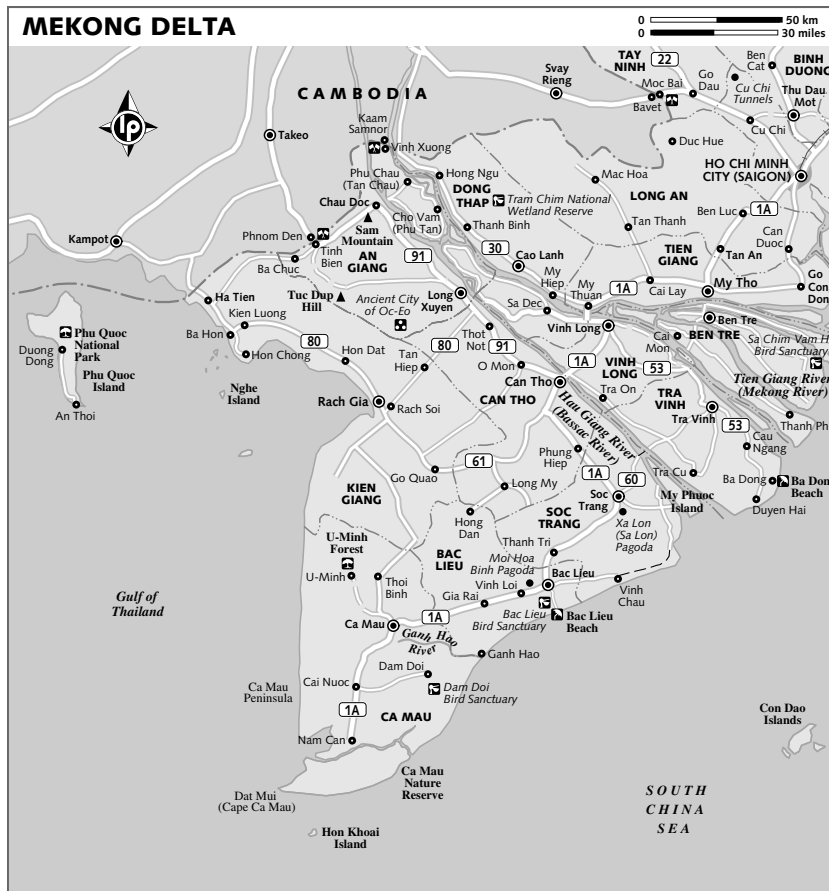 MEKONG DELTA
0 50 km
0 30 miles
TAY
NINH
22
Ben
Cat
BINH
DUONG
Svay
Rieng
Moc Bai
Go
Dau
Cu Chi
Tunnels
Thu Dau
Mot
Bavet
Cu Chi
CAMBODIA
lp
Kaam
Samnor
Takeo
Vinh Xuong
Duc Hue
HO CHI MINH
CITY (SAIGON)
Phu Chau
(Tan Chau)
Hong Ngu
Mac Hoa
DONG
THAP
LONG AN
Tram Chim National
Wetland Reserve
Chau Doc
Cho Vam
(Phu Tan)
Thanh Binh
Tan Thanh
Ben Luc
1A
Sam
Mountain
Kampot
Phnom Den
Tinh
Bien
AN
GIANG
91
30
Cao Lanh
TIEN
GIANG
Can
Duoc
Tan An
Ba Chuc
My
Hiep
My
Thuan
1A
Cai Lay
My Tho
Go
Con
Don
Ha Tien
Tuc Dup
Hill
Ancient City
of Oc-Eo
Long
Xuyen
Sa Dec
Kien Luong
Phu Quoc
National
Park
Ba Hon
Thot
Not
Vinh Long
Ben Tre
BEN TRE
Cai
Mon
Sa Chim Vam H
Bird Sanctuary
Duong
Dong
Phu Quoc
Island
Hon Chong
80
Hon Dat
Tan
Hiep
80
91
O Mon
1A
VINH
LONG
53
Tien Giang River
(Mekong River)
An Thoi
Nghe
Island
Rach Gia
Rach Soi
CAN THO
Can Tho
Tra On
TRA
VINH
Tra Vinh
Hau Giang River
(Bassac River)
53
Thanh Ph
Cau
Ngang
Phung
Hiep
61
Go Quao
1A
60
Tra Cu
Ba Dong
Ba Don
Beach
KIEN
GIANG
Long My
Soc
Trang
My Phuoc
Island
Duyen Hai
Hong
Dan
SOC
TRANG
Xa Lon
(Sa Lon)
Pagoda
U-Minh
Forest
BAC
LIEU
Thanh Tri
Moi Hoa
Binh Pagoda
U-Minh
Thoi
Binh
Vinh Loi
Bac Lieu
Gulf of
Thailand
Gia Rai
Vinh
Chau
1A
Bac Lieu
Bird Sanctuary
Bac Lieu
Beach
Ca Mau
Ganh Hao
River
Ganh Hao
Dam Doi
Cai Nuoc
Ca Mau
Peninsula
Dam Doi
Bird Sanctuary
1A
CA MAU
Con Dao
Islands
Nam Can
Ca Mau
Nature
Reserve
Dat Mui
(Cape Ca Mau)
SOUTH
CHINA
SEA
Hon Khoai
Island